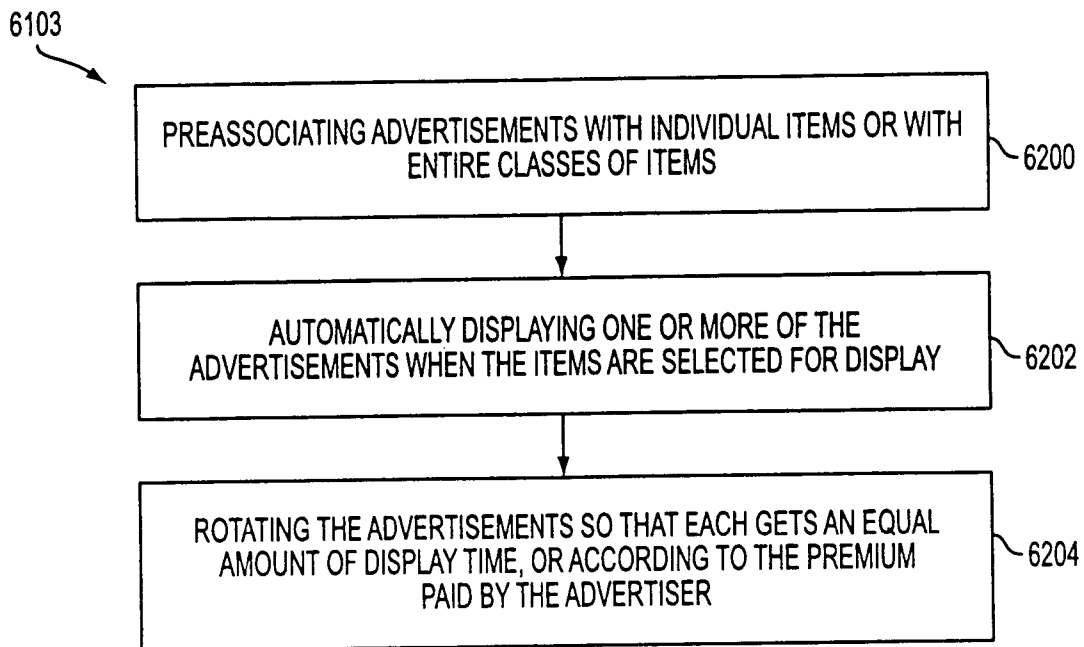 6103
PREASSOCIATING ADVERTISEMENTS WITH INDIVIDUAL ITEMS OR WITH
ENTIRE CLASSES OF ITEMS
6200
AUTOMATICALLY DISPLAYING ONE OR MORE OF THE
ADVERTISEMENTS WHEN THE ITEMS ARE SELECTED FOR DISPLAY
6202
ROTATING THE ADVERTISEMENTS SO THAT EACH GETS AN EQUAL
AMOUNT OF DISPLAY TIME, OR ACCORDING TO THE PREMIUM
PAID BY THE ADVERTISER
6204